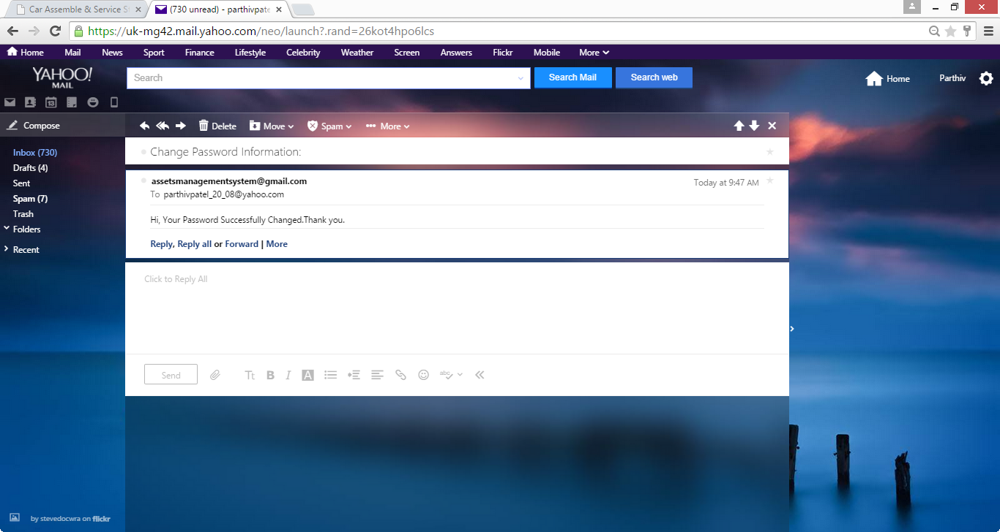 Car Assemble & Service S
(730 unread) - parthivpate
https://uk-mg42.mail.yahoo.com/neo/launch?.rand=26kot4hpo6lcs
Home Mail News Sport Finance Lifestyle Celebrity Weather Screen Answers Flickr Mobile More
YAHOO!
MAIL
Search
Search Mail
Search web
Home
Parthiv
13
Compose
Delete Move Spam More
Inbox (730)
Drafts (4)
Sent
Spam (7)
Trash
Folders
Recent
Change Password Information:
assetsmanagementsystem@gmail.com
Today at 9:47 AM
To parthivpatel_20_08@yahoo.com
Hi, Your Password Successfully Changed.Thank you.
Reply, Reply all or Forward | More
Click to Reply All
Send
Tt B I A abc
by stevedocwra on flickr